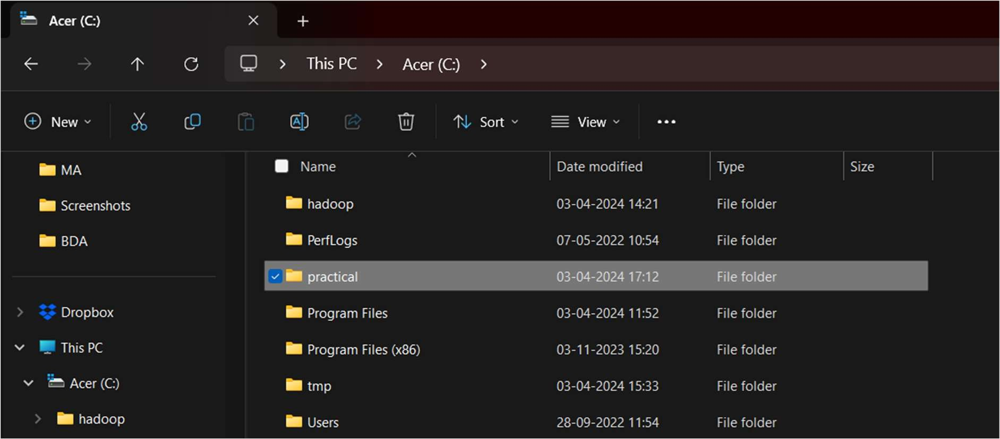 Acer (C:)
This PC Acer (C:)
New Sort View
MA
Screenshots
BDA
Dropbox
This PC
Acer (C:)
hadoop
Name Date modified Type Size
hadoop 03-04-2024 14:21 File folder
PerfLogs 07-05-2022 10:54 File folder
practical 03-04-2024 17:12 File folder
Program Files 03-04-2024 11:52 File folder
Program Files (x86) 03-11-2023 15:20 File folder
tmp 03-04-2024 15:33 File folder
Users 28-09-2022 11:54 File folder